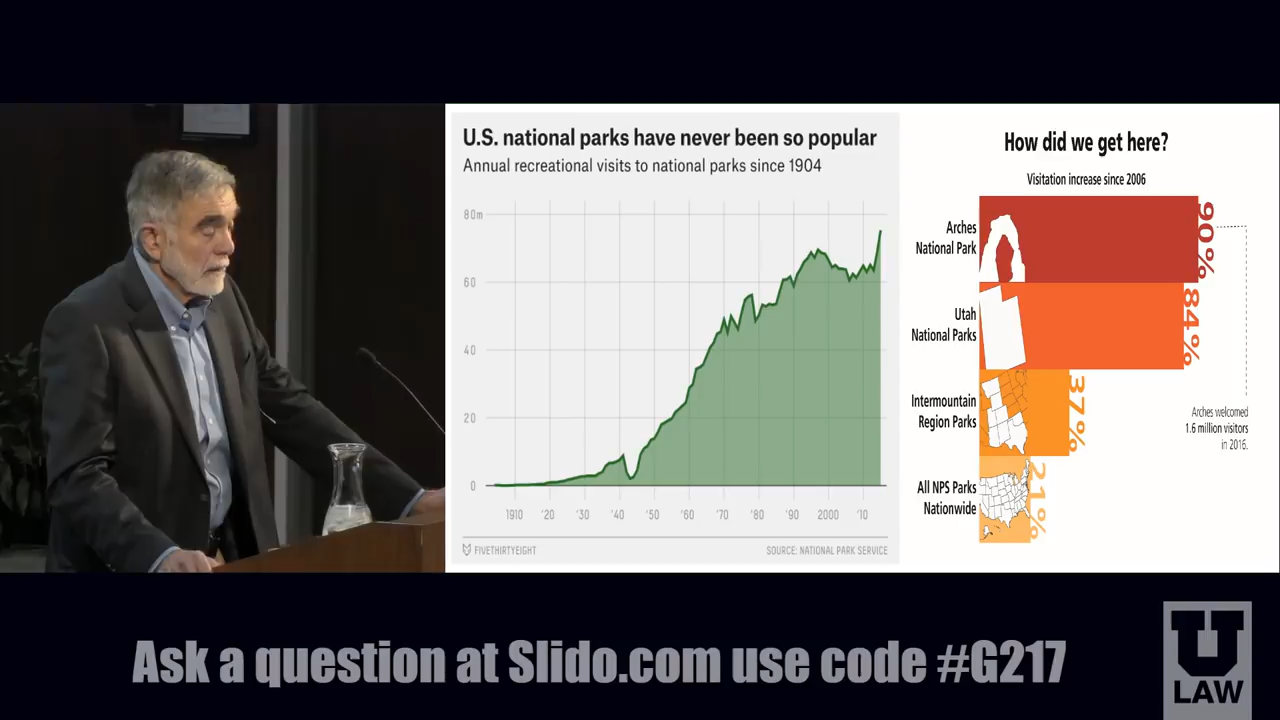 U.S. national parks have never been so popular
Annual recreational visits to national parks since 1904
80m
60
40
20
0
1910 '20 '30 '40 '50 '60 '70 '80 '90 2000 '10
FIVETHIRTYEIGHT
SOURCE: NATIONAL PARK SERVICE
How did we get here?
Visitation increase since 2006
Arches
National Park
90%
Utah
National Parks
84%
Intermountain
Region Parks
37%
All NPS Parks
Nationwide
21%
Arches welcomed
1.6 million visitors
in 2016.
Ask a question at Slido.com use code #G217
U
LAW